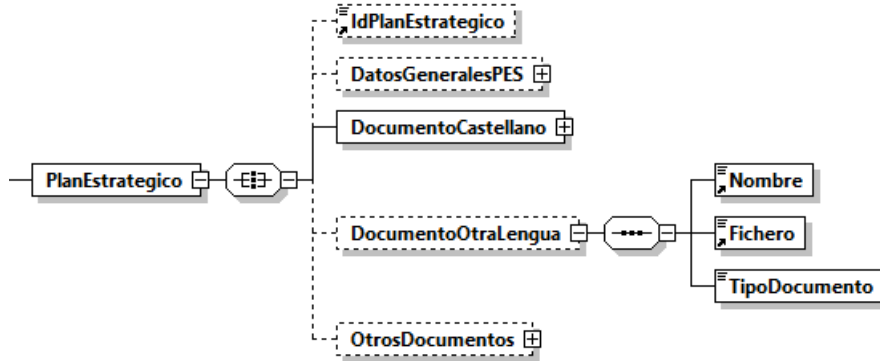 IdPlanEstrategico
DatosGeneralesPES
DocumentoCastellano
PlanEstrategico
DocumentoOtraLengua
Nombre
Fichero
TipoDocumento
OtrosDocumentos